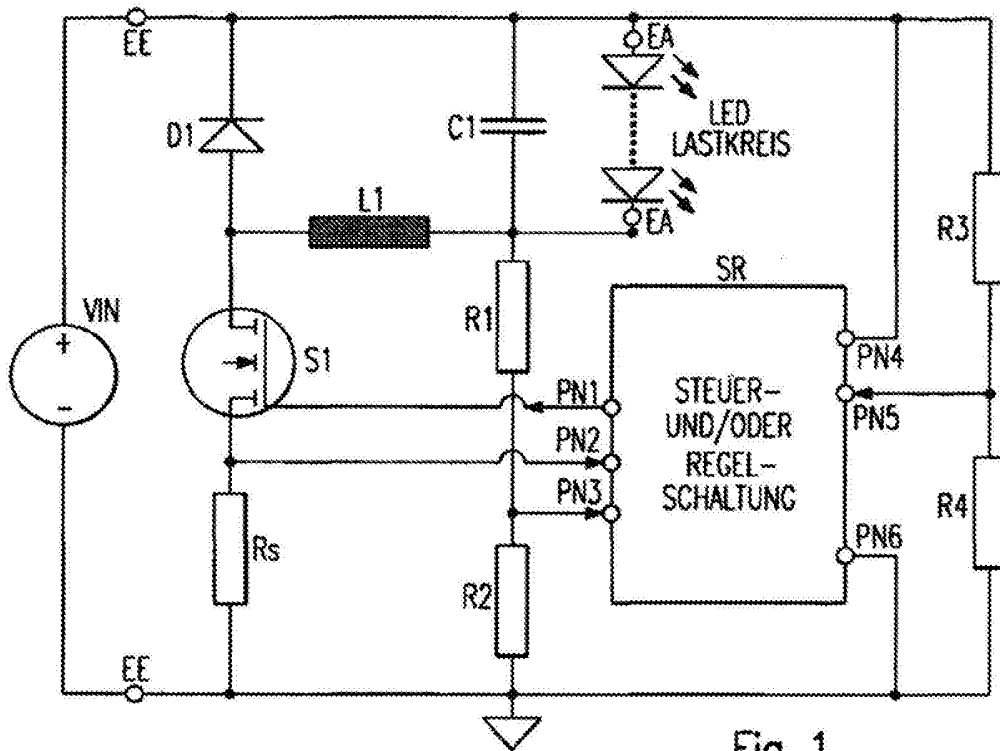 EE
EA
D1
C1
LED
LASTKREIS
L1
EA
R3
SR
VIN
R1
S1
PN4
PN1
STEUER-
UND/ODER
REGEL-
SCHALTUNG
PN5
PN2
PN3
R4
PN6
Rs
R2
EE
Fig. 1